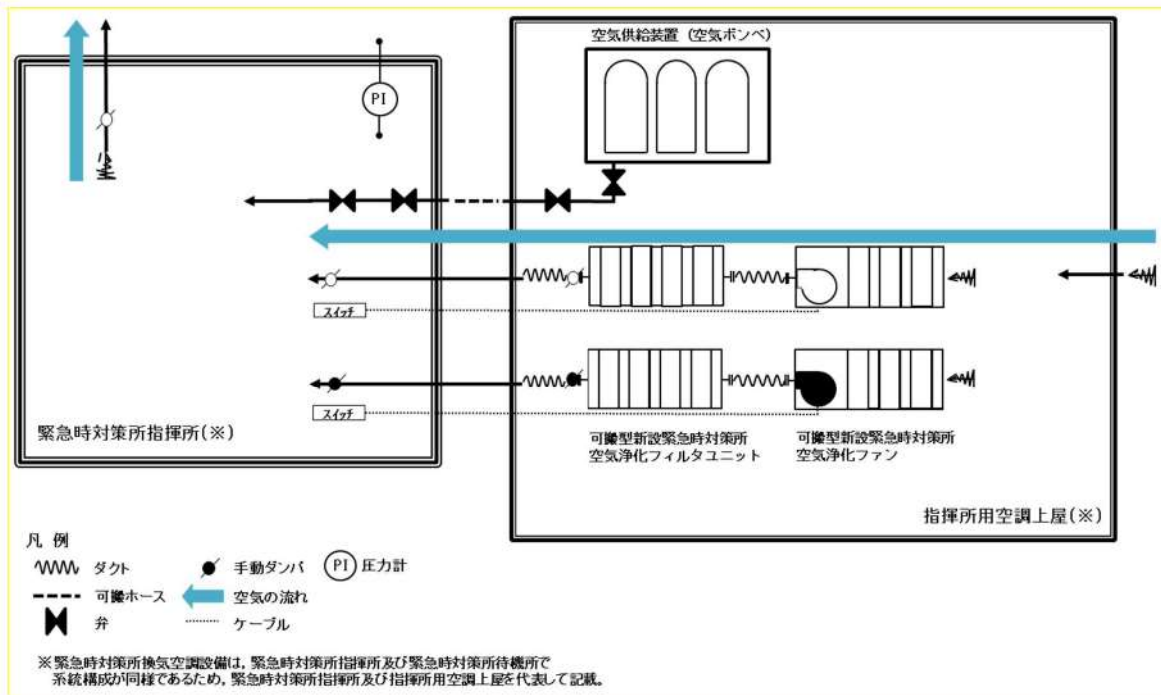 空気供給装置 (空気ボンベ)
PI
スイッチ
スイッチ
緊急時対策所指揮所(※)
可搬型新設緊急時対策所
空気浄化フィルタユニット
可搬型新設緊急時対策所
空気浄化ファン
指揮所用空調上屋(※)
凡 例
ダクト
手動ダンパ
PI 圧力計
可搬ホース
空気の流れ
弁
ケーブル
※緊急時対策所換気空調設備は，緊急時対策所指揮所及び緊急時対策所待機所で
系統構成が同様であるため，緊急時対策所指揮所及び指揮所用空調上屋を代表して記載。